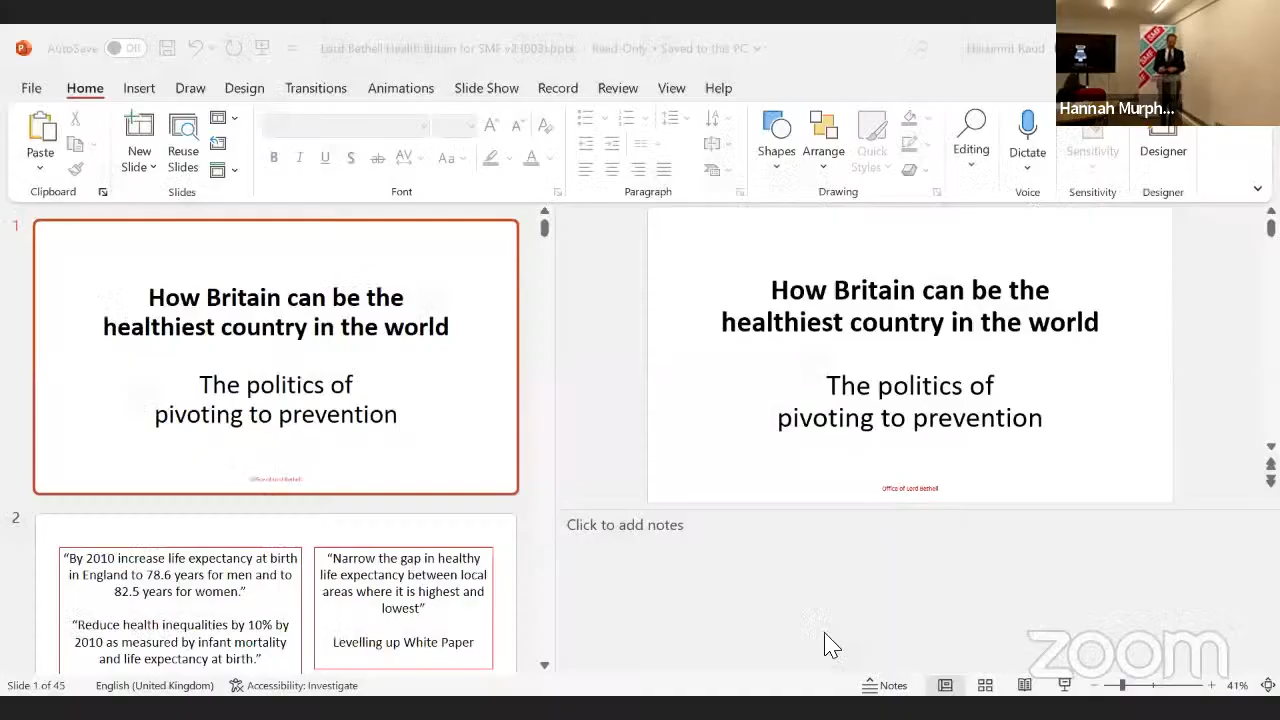 AutoSave Off
Lord Bethell Health Britain for SMF v2 (003).pptx - Read-Only • Saved to this PC
File Home Insert Draw Design Transitions Animations Slide Show Record Review View Help
Paste
New
Slide
Reuse
Slides
Shapes
Arrange
Quick
Styles
Editing
Dictate
Sensitivity
Designer
Clipboard
Slides
Font
Paragraph
Drawing
Voice
Sensitivity
Designer
SMF
Hannah Murph...
1
How Britain can be the
healthiest country in the world
The politics of
pivoting to prevention
2
“By 2010 increase life expectancy at birth
in England to 78.6 years for men and to
82.5 years for women.”
“Reduce health inequalities by 10% by
2010 as measured by infant mortality
and life expectancy at birth.”
“Narrow the gap in healthy
life expectancy between local
areas where it is highest and
lowest”
Levelling up White Paper
How Britain can be the
healthiest country in the world
The politics of
pivoting to prevention
Office of Lord Bethell
Click to add notes
zoom
Slide 1 of 45 English (United Kingdom) Accessibility: Investigate Notes 41%